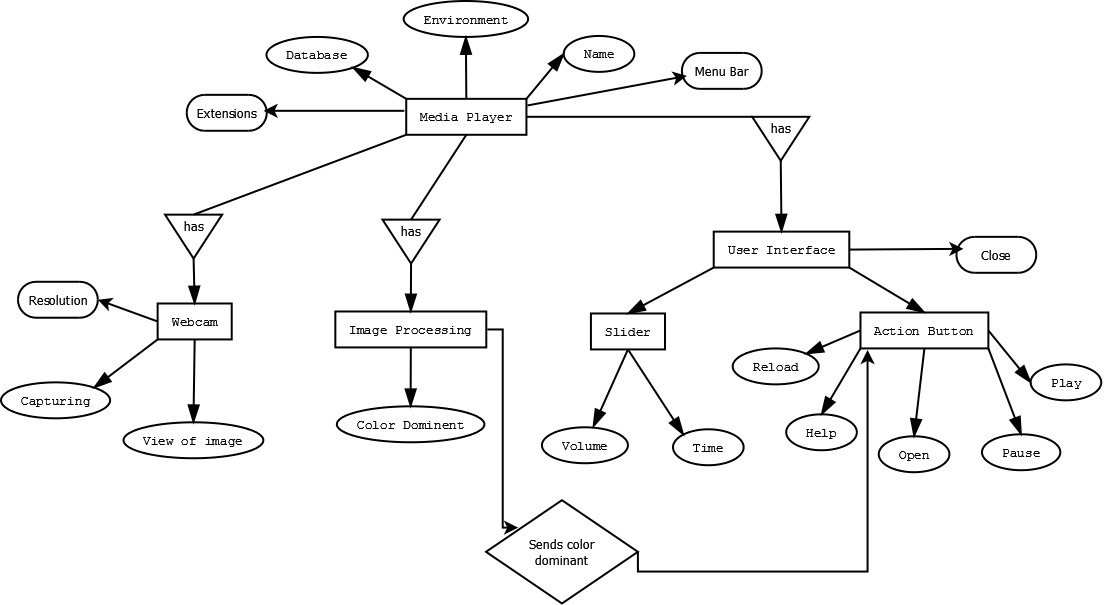 Environment
Database
Name
Menu Bar
Extensions
Media Player
has
has
has
User Interface
Close
Resolution
Webcam
Image Processing
Slider
Action Button
Reload
Play
Capturing
View of image
Color Dominent
Volume
Time
Help
Open
Pause
Sends color
dominant